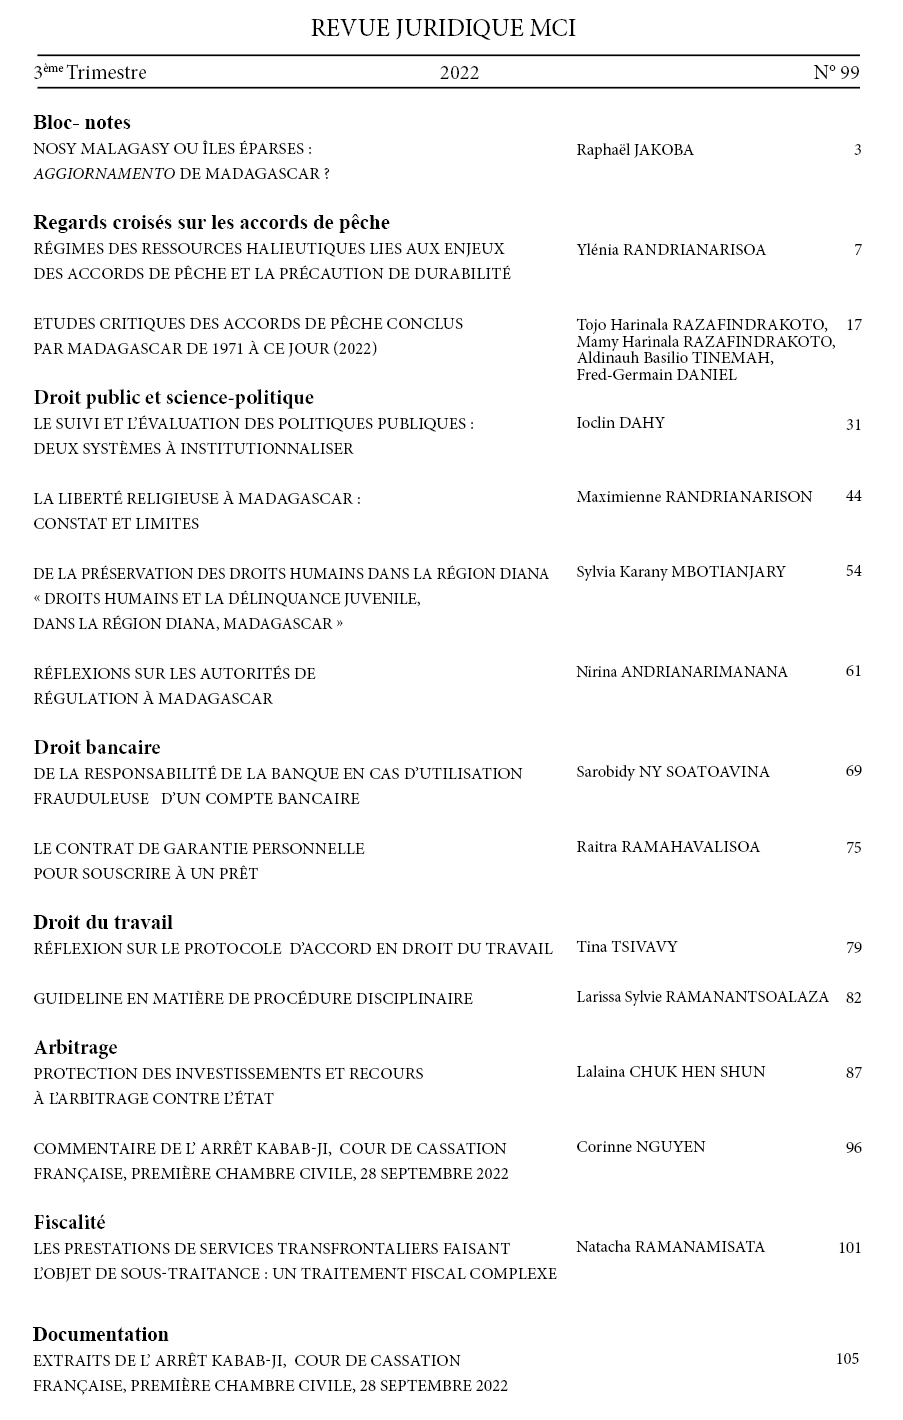 REVUE JURIDIQUE MCI
3ème Trimestre 2022 N° 99
Bloc- notes
NOSY MALAGASY OU ÎLES ÉPARSES : Raphaël JAKOBA 3
AGGIORNAMENTO DE MADAGASCAR ?
Regards croisés sur les accords de pêche
RÉGIMES DES RESSOURCES HALIEUTIQUES LIES AUX ENJEUX Ylénia RANDRIANARISOA 7
DES ACCORDS DE PÊCHE ET LA PRÉCAUTION DE DURABILITÉ
ETUDES CRITIQUES DES ACCORDS DE PÊCHE CONCLUS Tojo Harinala RAZAFINDRAKOTO, 17
PAR MADAGASCAR DE 1971 À CE JOUR (2022) Mamy Harinala RAZAFINDRAKOTO,
Aldinauh Basilio TINEMAH,
Fred-Germain DANIEL
Droit public et science-politique
LE SUIVI ET L'ÉVALUATION DES POLITIQUES PUBLIQUES : Ioclin DAHY 31
DEUX SYSTÈMES À INSTITUTIONNALISER
LA LIBERTÉ RELIGIEUSE À MADAGASCAR : Maximienne RANDRIANARISON 44
CONSTAT ET LIMITES
DE LA PRÉSERVATION DES DROITS HUMAINS DANS LA RÉGION DIANA Sylvia Karany MBOTIANJARY 54
« DROITS HUMAINS ET LA DÉLINQUANCE JUVENILE,
DANS LA RÉGION DIANA, MADAGASCAR »
RÉFLEXIONS SUR LES AUTORITÉS DE Nirina ANDRIANARIMANANA 61
RÉGULATION À MADAGASCAR
Droit bancaire
DE LA RESPONSABILITÉ DE LA BANQUE EN CAS D'UTILISATION Sarobidy NY SOATOAVINA 69
FRAUDULEUSE D'UN COMPTE BANCAIRE
LE CONTRAT DE GARANTIE PERSONNELLE Raitra RAMAHAVALISOA 75
POUR SOUSCRIRE À UN PRÊT
Droit du travail
RÉFLEXION SUR LE PROTOCOLE D'ACCORD EN DROIT DU TRAVAIL Tina TSIVAVY 79
GUIDELINE EN MATIÈRE DE PROCÉDURE DISCIPLINAIRE Larissa Sylvie RAMANANTSOALAZA 82
Arbitrage
PROTECTION DES INVESTISSEMENTS ET RECOURS Lalaina CHUK HEN SHUN 87
À L'ARBITRAGE CONTRE L'ÉTAT
COMMENTAIRE DE L' ARRÊT KABAB-JI, COUR DE CASSATION Corinne NGUYEN 96
FRANÇAISE, PREMIÈRE CHAMBRE CIVILE, 28 SEPTEMBRE 2022
Fiscalité
LES PRESTATIONS DE SERVICES TRANSFRONTALIERS FAISANT Natacha RAMANAMISATA 101
L'OBJET DE SOUS-TRAITANCE : UN TRAITEMENT FISCAL COMPLEXE
Documentation
EXTRAITS DE L' ARRÊT KABAB-JI, COUR DE CASSATION 105
FRANÇAISE, PREMIÈRE CHAMBRE CIVILE, 28 SEPTEMBRE 2022